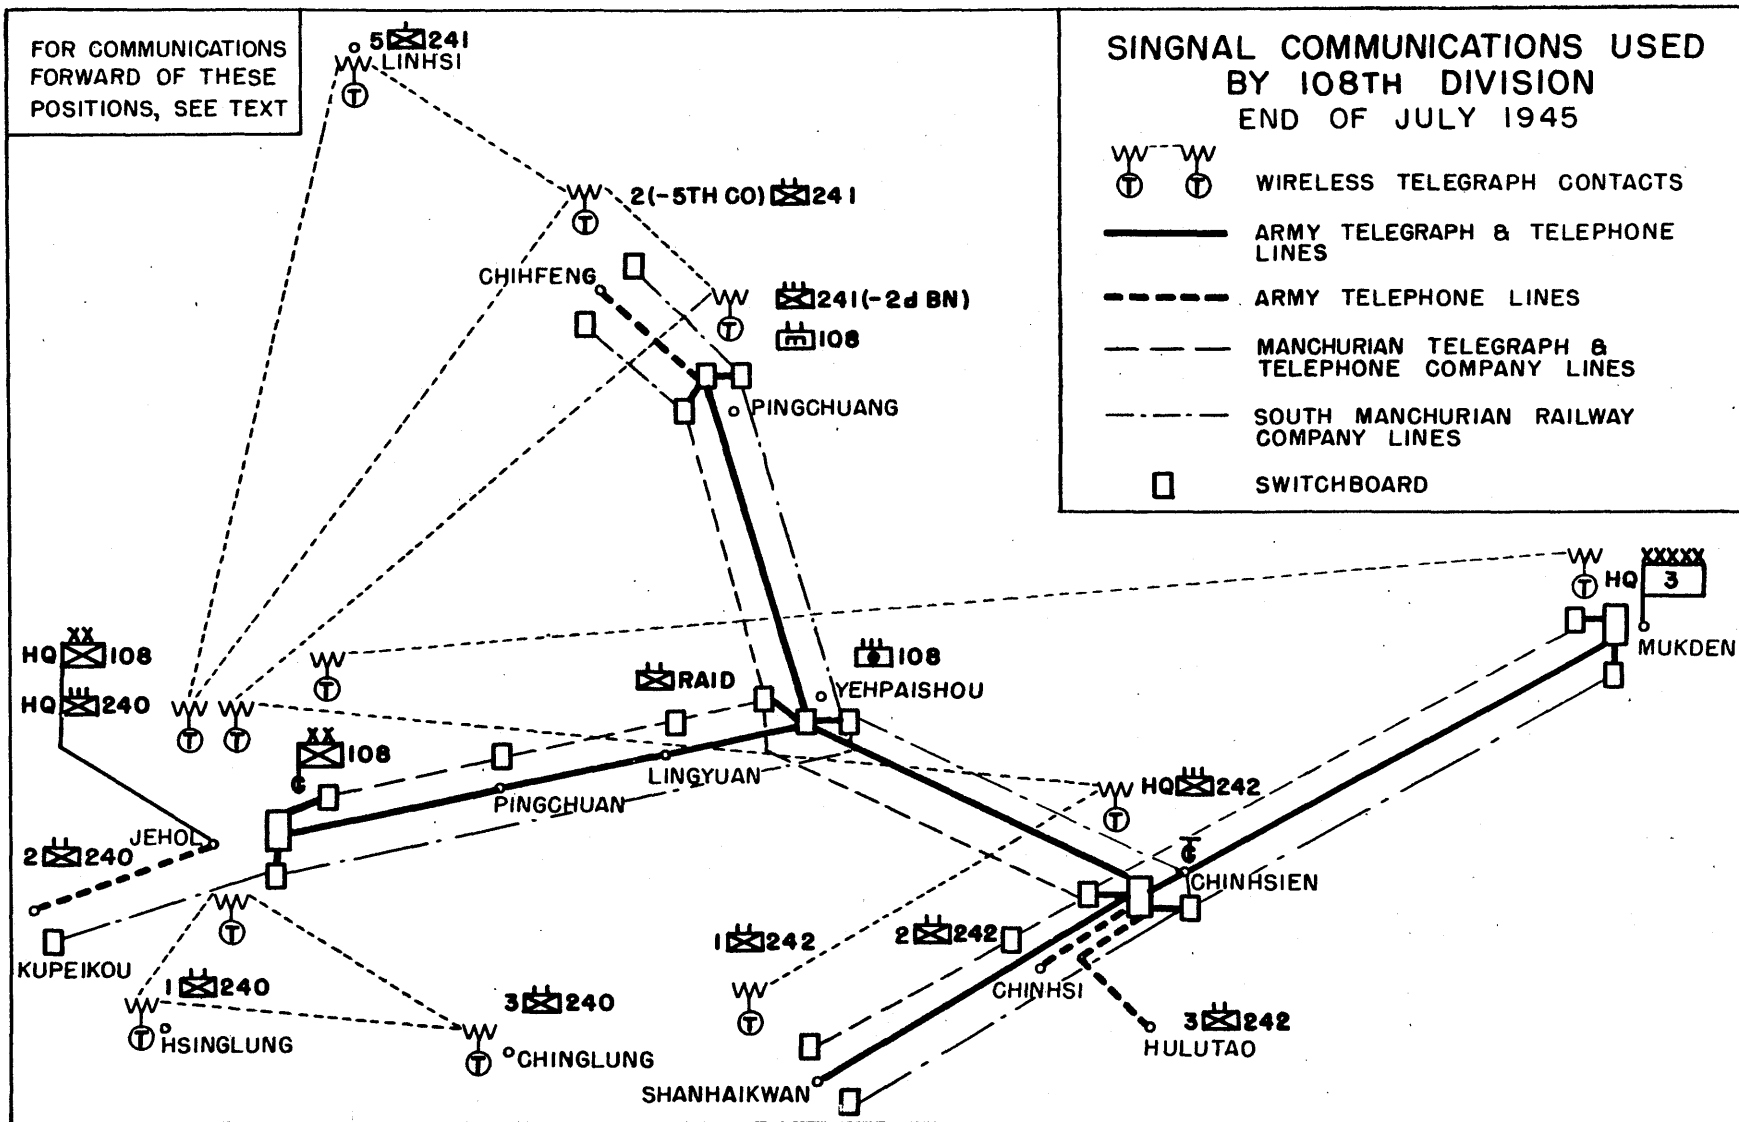 FOR COMMUNICATIONS
FORWARD OF THESE
POSITIONS, SEE TEXT
SINGNAL COMMUNICATIONS USED
BY 108TH DIVISION
END OF JULY 1945
T T WIRELESS TELEGRAPH CONTACTS
ARMY TELEGRAPH & TELEPHONE
LINES
ARMY TELEPHONE LINES
MANCHURIAN TELEGRAPH &
TELEPHONE COMPANY LINES
SOUTH MANCHURIAN RAILWAY
COMPANY LINES
SWITCHBOARD
5 241
LINHSI
T
2(-5TH CO) 241
T
CHIHFENG
241(-2d BN)
T
m 108
PINGCHUANG
XXXXX
HQ 3
T
MUKDEN
XX
HQ 108
HQ 240
T
T T
108
YEHPAISHOU
RAID
XX
108
LINGYUAN
PINGCHUAN
HQ 242
T
JEHOL
2 240
KUPEIKOU
CHINHSIEN
T
1 240
T
HSINGLUNG
3 240
T
CHINGLUNG
1 242
T
2 242
CHINHSI
3 242
HULUTAO
SHANHAIKWAN